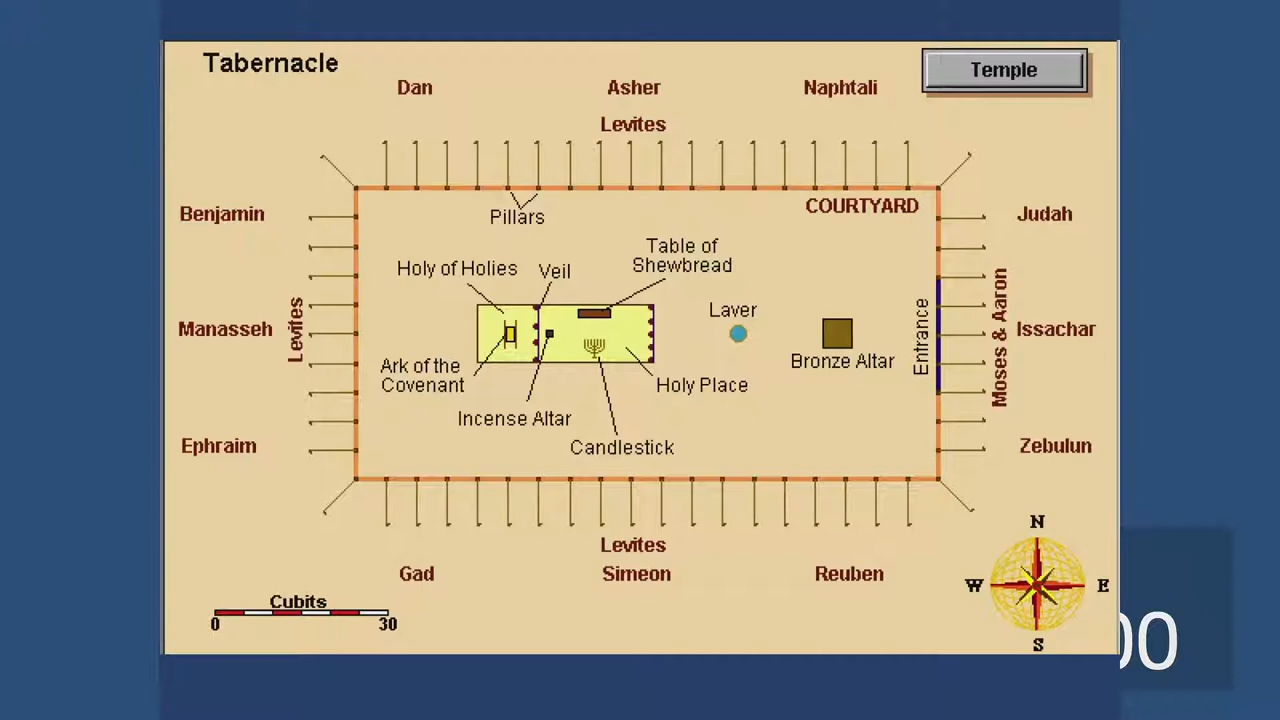 Tabernacle
Temple
Dan
Asher
Naphtali
Levites
Benjamin
Pillars
COURTYARD
Judah
Table of
Shewbread
Holy of Holies
Veil
Laver
Manasseh
Levites
Entrance
Moses & Aaron
Issachar
Bronze Altar
Ark of the
Covenant
Holy Place
Incense Altar
Ephraim
Candlestick
Zebulun
Levites
Gad
Simeon
Reuben
N
W
E
S
Cubits
0
30
00